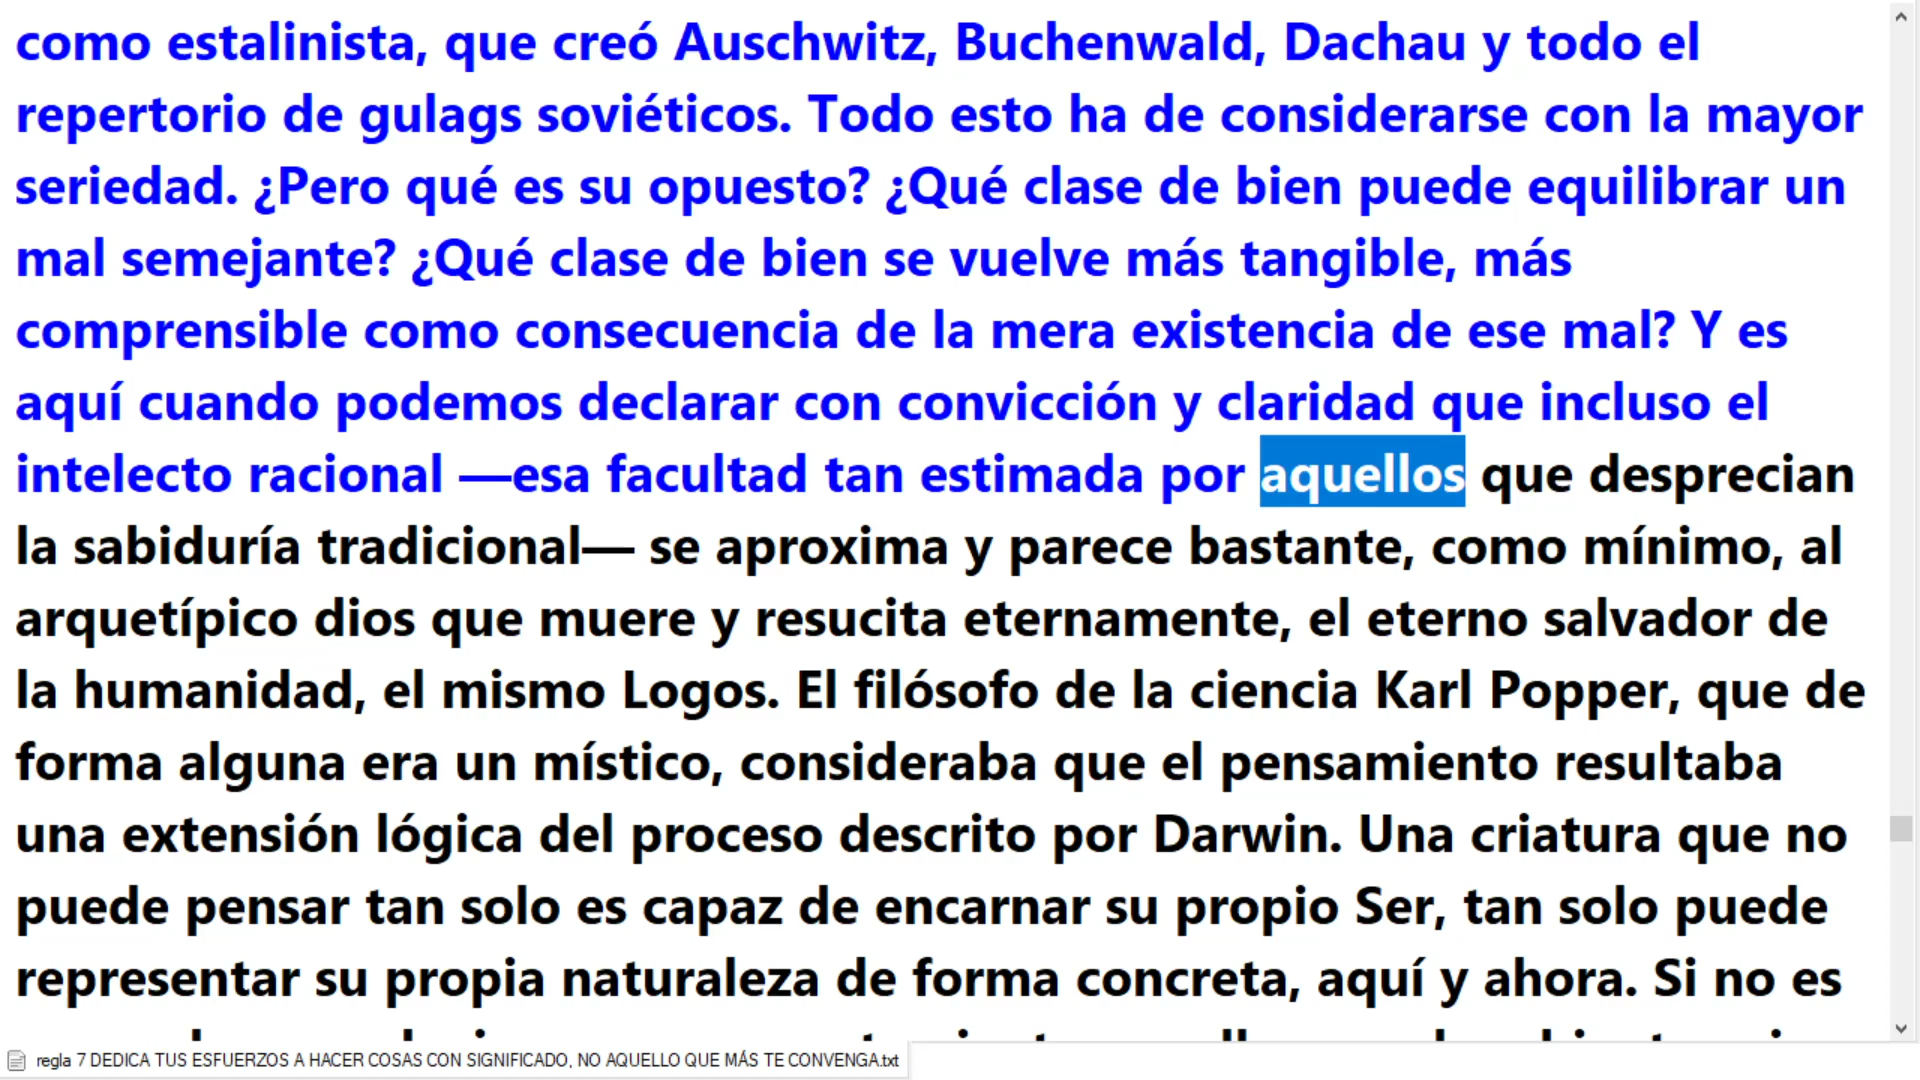 como estalinista, que creó Auschwitz, Buchenwald, Dachau y todo el
repertorio de gulags soviéticos. Todo esto ha de considerarse con la mayor
seriedad. ¿Pero qué es su opuesto? ¿Qué clase de bien puede equilibrar un
mal semejante? ¿Qué clase de bien se vuelve más tangible, más
comprensible como consecuencia de la mera existencia de ese mal? Y es
aquí cuando podemos declarar con convicción y claridad que incluso el
intelecto racional —esa facultad tan estimada por aquellos que desprecian
la sabiduría tradicional— se aproxima y parece bastante, como mínimo, al
arquetípico dios que muere y resucita eternamente, el eterno salvador de
la humanidad, el mismo Logos. El filósofo de la ciencia Karl Popper, que de
forma alguna era un místico, consideraba que el pensamiento resultaba
una extensión lógica del proceso descrito por Darwin. Una criatura que no
puede pensar tan solo es capaz de encarnar su propio Ser, tan solo puede
representar su propia naturaleza de forma concreta, aquí y ahora. Si no es
regla 7 DEDICA TUS ESFUERZOS A HACER COSAS CON SIGNIFICADO, NO AQUELLO QUE MÁS TE CONVENGA.txt